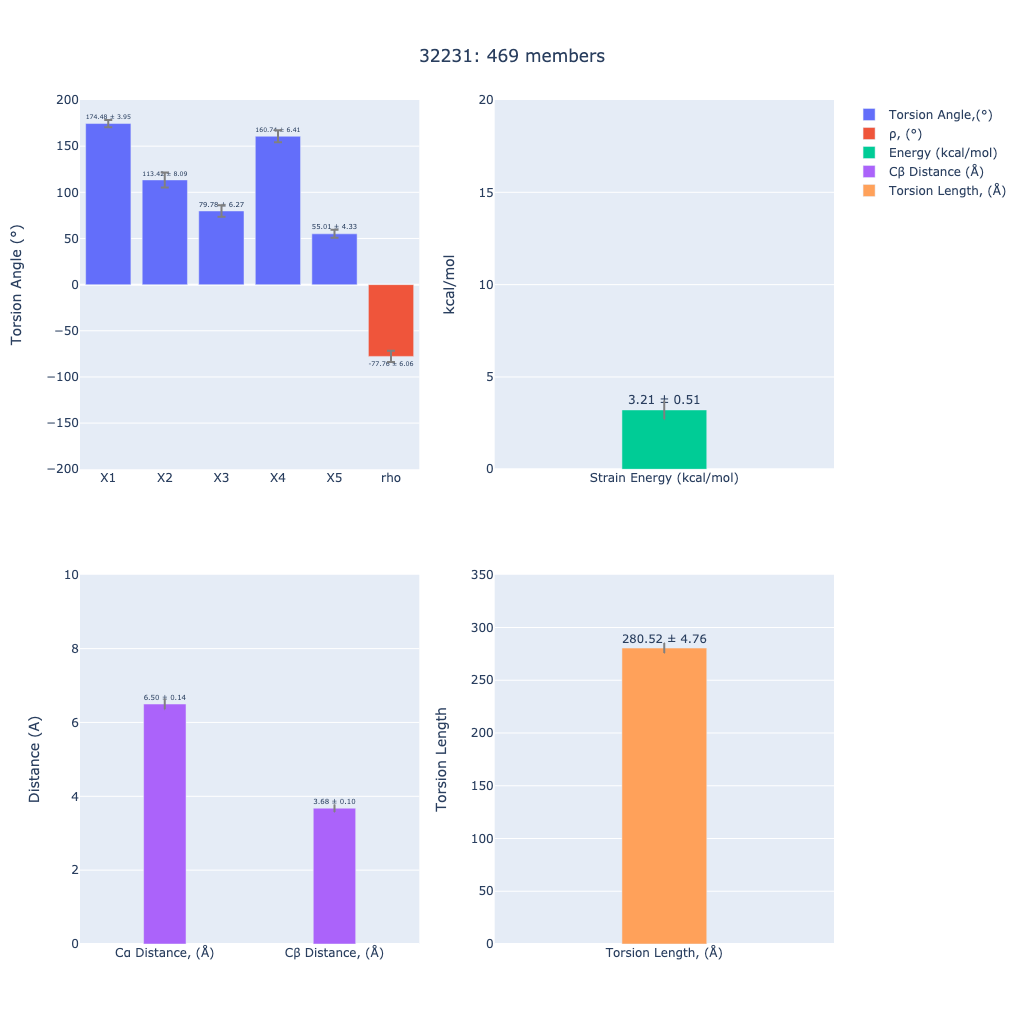 32231: 469 members
Torsion Angle (°)
200
150
100
50
0
−50
−100
−150
−200
174.48 ± 3.95
± 8.09
79.78 ± 6.27
160.74 ± 6.41
55.01 ± 4.33
± 6.06
X1
X2
X3
X4
X5
rho
kcal/mol
20
15
10
5
0
3.21 ± 0.51
Strain Energy (kcal/mol)
Torsion Angle,(°)
ρ, (°)
Energy (kcal/mol)
Cβ Distance (Å)
Torsion Length, (Å)
Distance (A)
10
8
6
4
2
0
6.50 ± 0.14
3.68 ± 0.10
Cα Distance, (Å)
Cβ Distance, (Å)
Torsion Length
350
300
250
200
150
100
50
0
280.52 ± 4.76
Torsion Length, (Å)